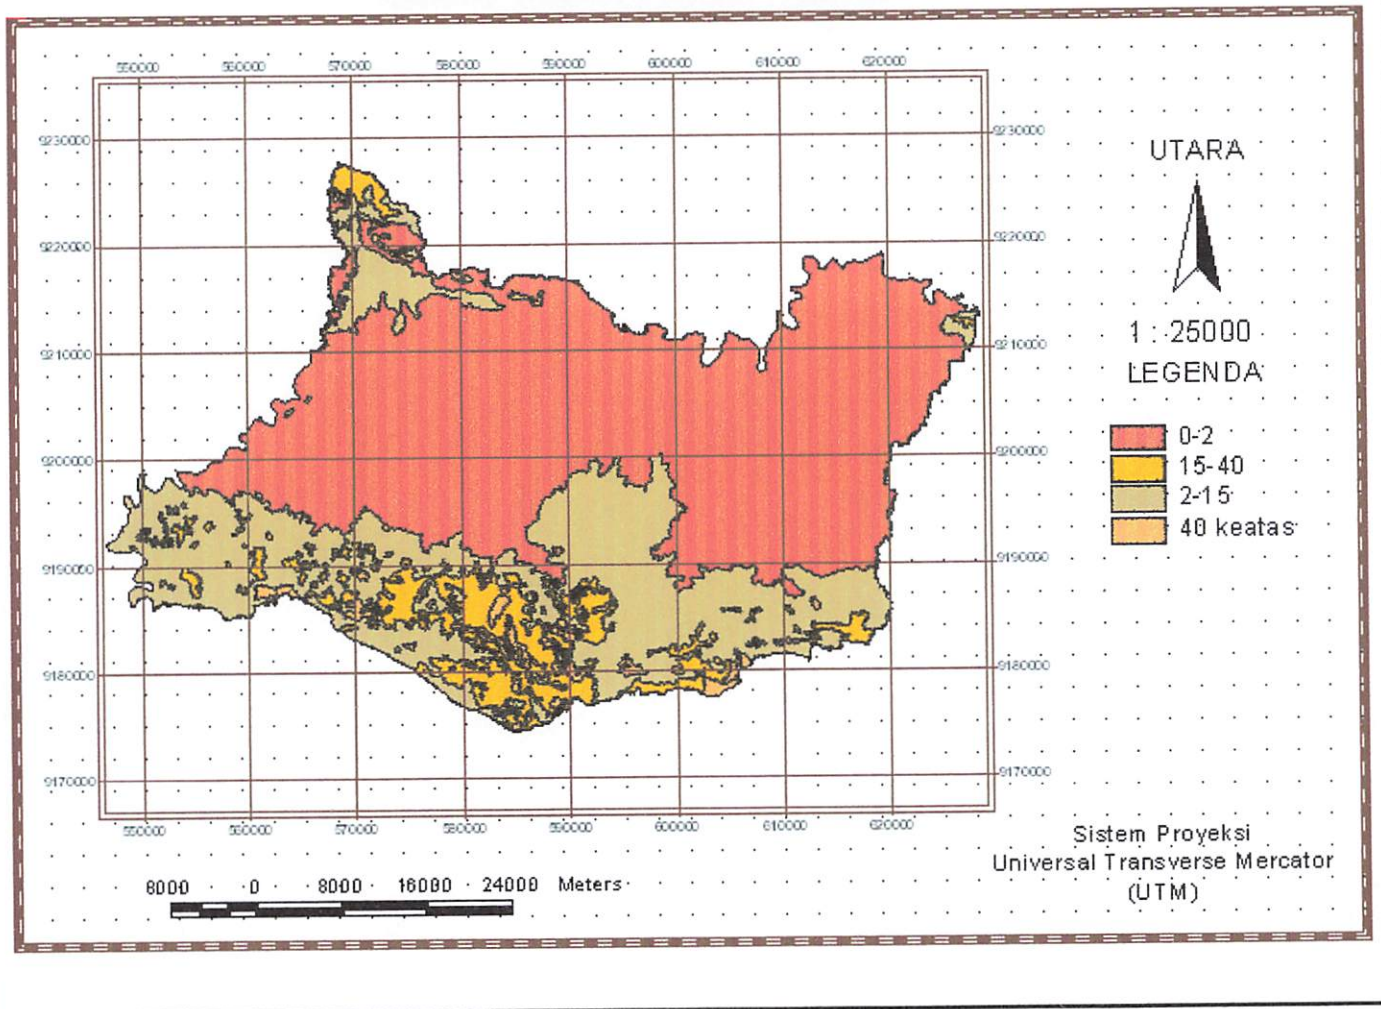 550000 560000 570000 580000 590000 600000 610000 620000
9230000 9230000
9220000 9220000
9210000 9210000
9200000 9200000
9190000 9190000
9180000 9180000
9170000 9170000
550000 560000 570000 580000 590000 600000 610000 620000
UTARA
1 : 25000
LEGENDA
0-2
15-40
2-15
40 keatas
8000 0 8000 16000 24000 Meters
Sistem Proyeksi
Universal Transverse Mercator
(UTM)